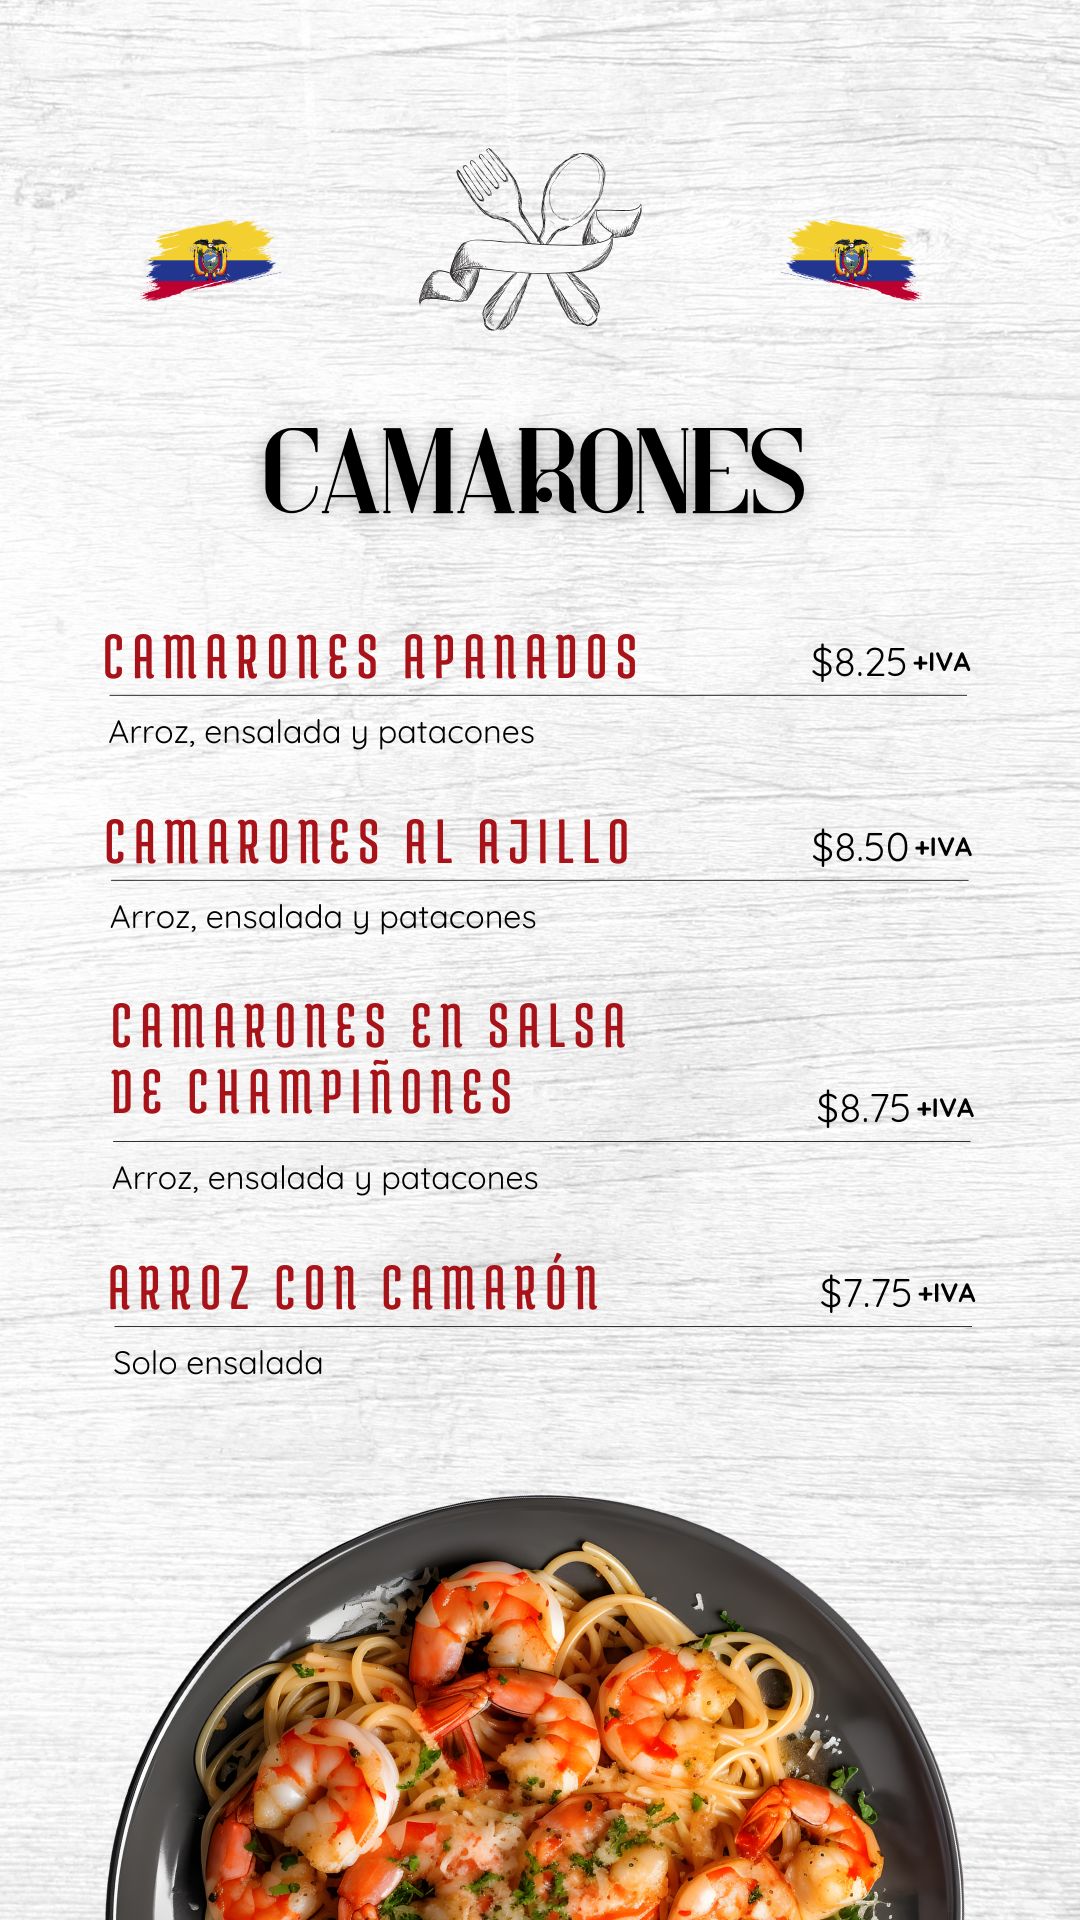 CAMARONES
CAMARONES APANADOS
$8.25 +IVA
Arroz, ensalada y patacones
CAMARONES AL AJILLO
$8.50 +IVA
Arroz, ensalada y patacones
CAMARONES EN SALSA
DE CHAMPIÑONES
$8.75 +IVA
Arroz, ensalada y patacones
ARROZ CON CAMARÓN
$7.75 +IVA
Solo ensalada